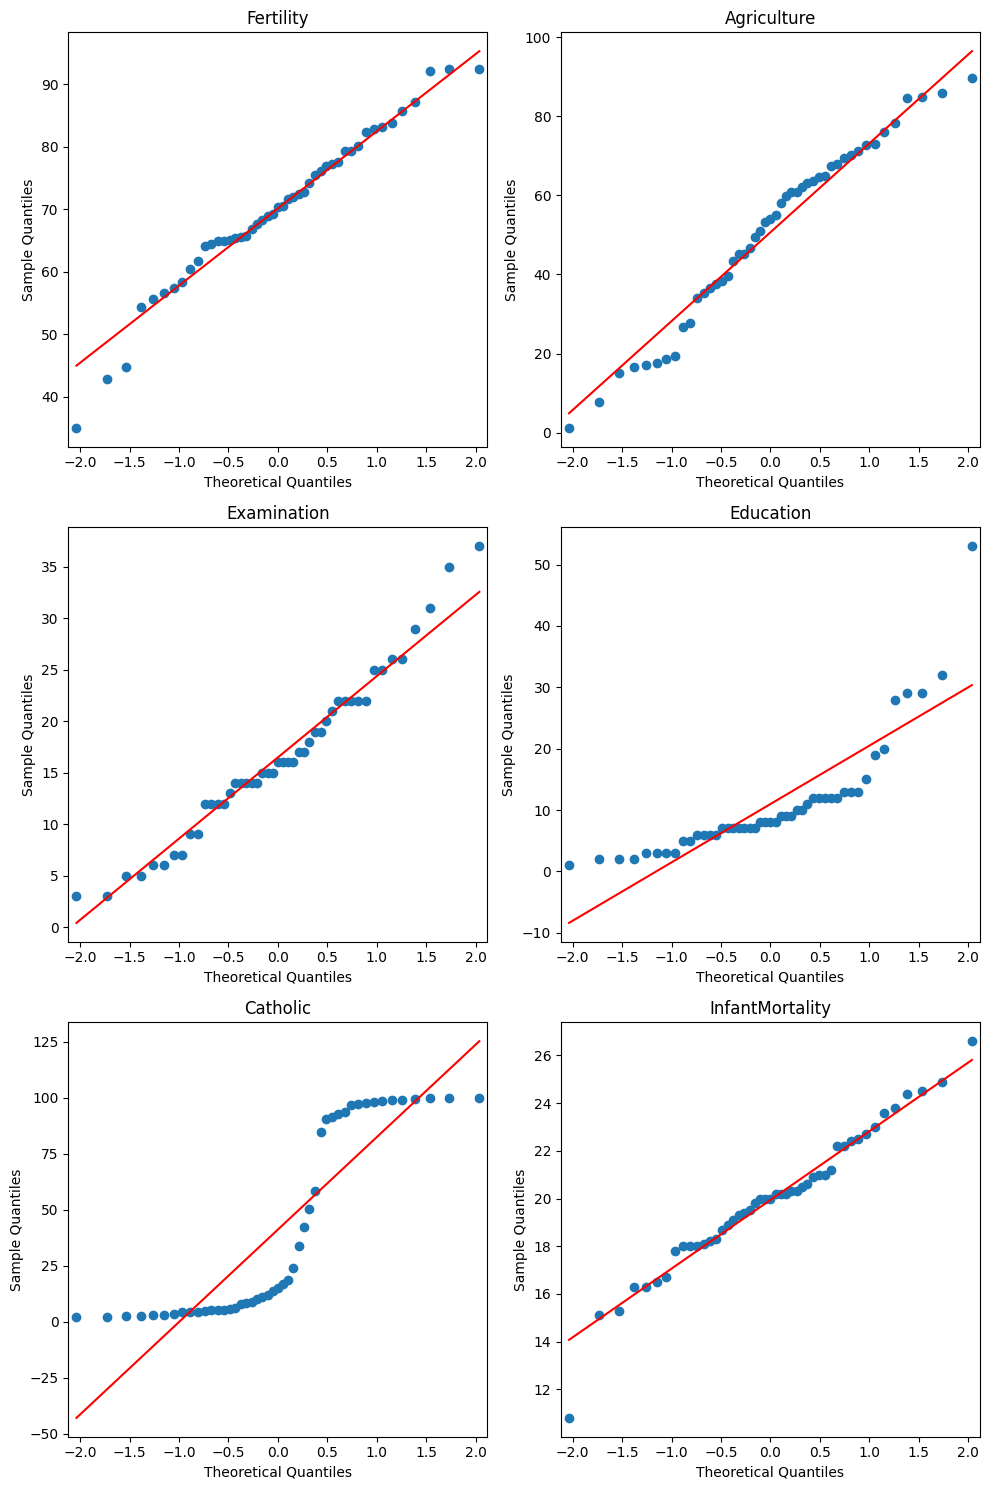 Fertility
Sample Quantiles
90
80
70
60
50
40
−2.0 −1.5 −1.0 −0.5 0.0 0.5 1.0 1.5 2.0
Theoretical Quantiles
Agriculture
Sample Quantiles
100
80
60
40
20
0
−2.0 −1.5 −1.0 −0.5 0.0 0.5 1.0 1.5 2.0
Theoretical Quantiles
Examination
Sample Quantiles
35
30
25
20
15
10
5
0
−2.0 −1.5 −1.0 −0.5 0.0 0.5 1.0 1.5 2.0
Theoretical Quantiles
Education
Sample Quantiles
50
40
30
20
10
0
−10
−2.0 −1.5 −1.0 −0.5 0.0 0.5 1.0 1.5 2.0
Theoretical Quantiles
Catholic
Sample Quantiles
125
100
75
50
25
0
−25
−50
−2.0 −1.5 −1.0 −0.5 0.0 0.5 1.0 1.5 2.0
Theoretical Quantiles
InfantMortality
Sample Quantiles
26
24
22
20
18
16
14
12
−2.0 −1.5 −1.0 −0.5 0.0 0.5 1.0 1.5 2.0
Theoretical Quantiles